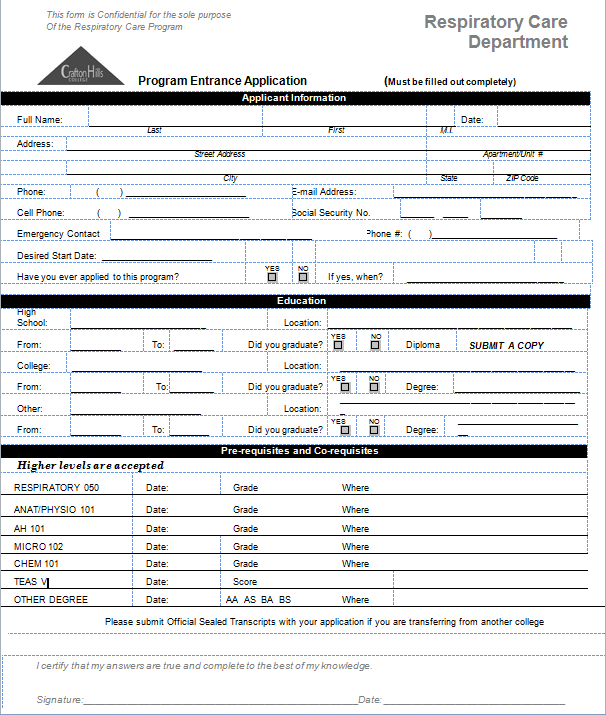 This form is Confidential for the sole purpose
Of the Respiratory Care Program
Respiratory Care
Department
Crafton Hills
COLLEGE
Program Entrance Application (Must be filled out completely)
Applicant Information
Full Name: Date:
Last First M.I.
Address:
Street Address Apartment/Unit #
City State ZIP Code
Phone: ( ) E-mail Address:
Cell Phone: ( ) Social Security No.
Emergency Contact Phone #: ( )
Desired Start Date:
YES NO
Have you ever applied to this program? If yes, when?
Education
High
School: Location:
YES NO
From: To: Did you graduate? Diploma SUBMIT A COPY
College: Location:
YES NO
From: To: Did you graduate? Degree:
Other: Location:
YES NO
From: To: Did you graduate? Degree:
Pre-requisites and Co-requisites
Higher levels are accepted
RESPIRATORY 050 Date: Grade Where
ANAT/PHYSIO 101 Date: Grade Where
AH 101 Date: Grade Where
MICRO 102 Date: Grade Where
CHEM 101 Date: Grade Where
TEAS V Date: Score
OTHER DEGREE Date: AA AS BA BS Where
Please submit Official Sealed Transcripts with your application if you are transferring from another college
I certify that my answers are true and complete to the best of my knowledge.
Signature: Date: